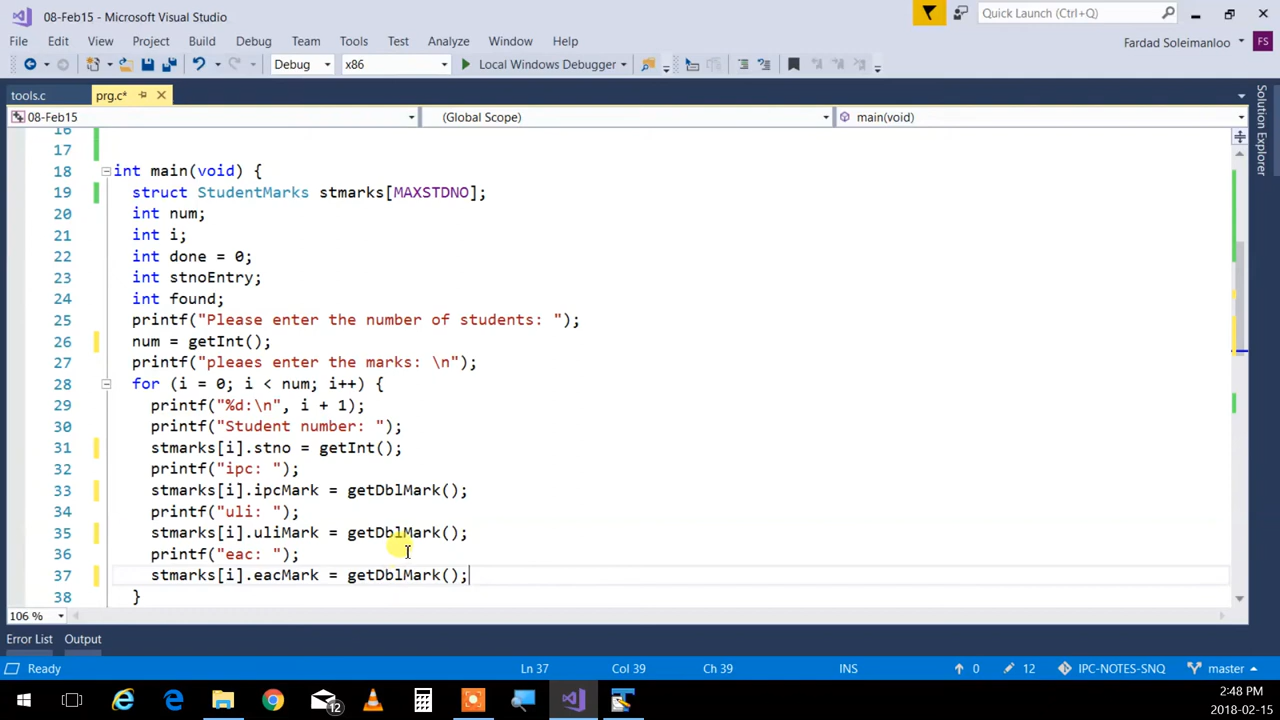 08-Feb15 - Microsoft Visual Studio
Quick Launch (Ctrl+Q)
File Edit View Project Build Debug Team Tools Test Analyze Window Help
Fardad Soleimanloo FS
Debug x86 Local Windows Debugger
tools.c prg.c*
08-Feb15 (Global Scope) main(void)
Solution Explorer
16
17
18 int main(void) {
19 struct StudentMarks stmarks[MAXSTDNO];
20 int num;
21 int i;
22 int done = 0;
23 int stnoEntry;
24 int found;
25 printf("Please enter the number of students: ");
26 num = getInt();
27 printf("pleaes enter the marks: \n");
28 for (i = 0; i < num; i++) {
29 printf("%d:\n", i + 1);
30 printf("Student number: ");
31 stmarks[i].stno = getInt();
32 printf("ipc: ");
33 stmarks[i].ipcMark = getDblMark();
34 printf("uli: ");
35 stmarks[i].uliMark = getDblMark();
36 printf("eac: ");
37 stmarks[i].eacMark = getDblMark();
38 }
106 %
Error List Output
Ready Ln 37 Col 39 Ch 39 INS 0 12 IPC-NOTES-SNQ master
12
2:48 PM
2018-02-15